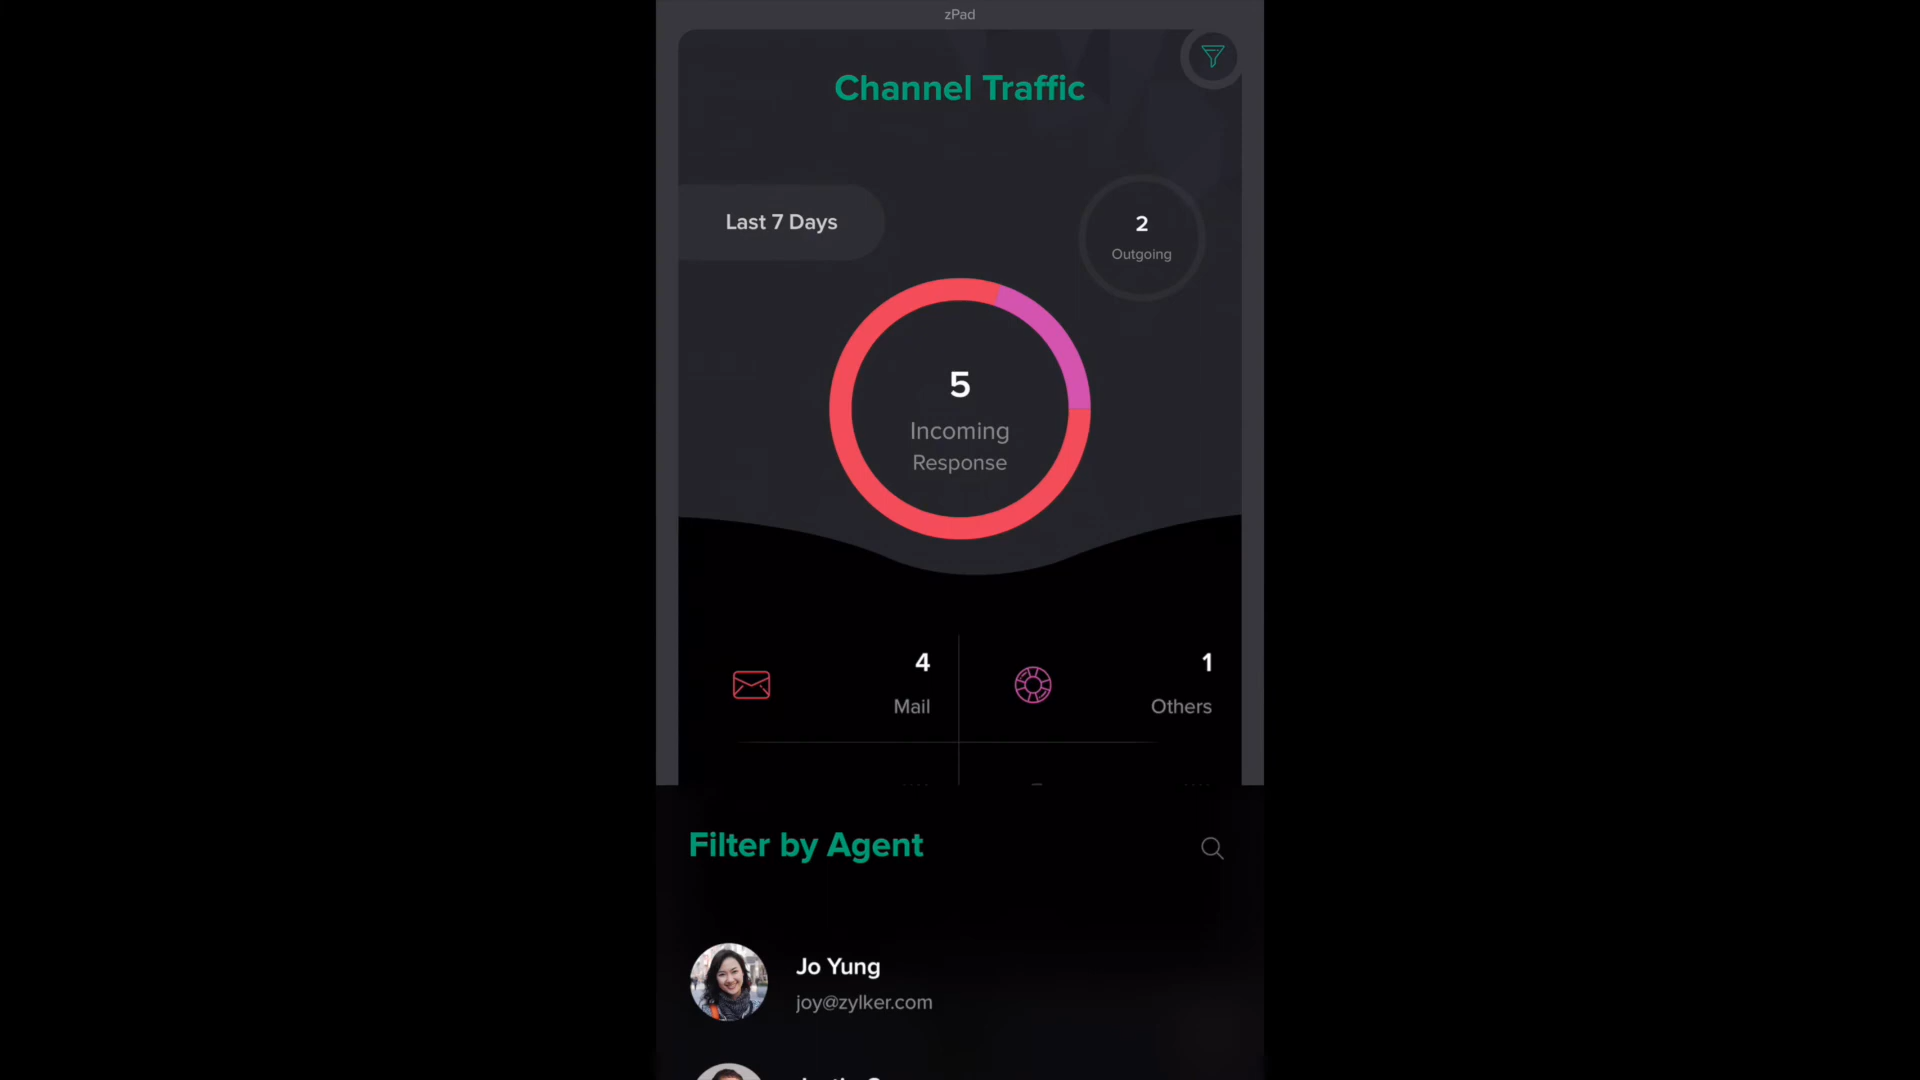 zPad
Channel Traffic
Last 7 Days
2
Outgoing
5
Incoming
Response
4
Mail
1
Others
Filter by Agent
Jo Yung
joy@zylker.com